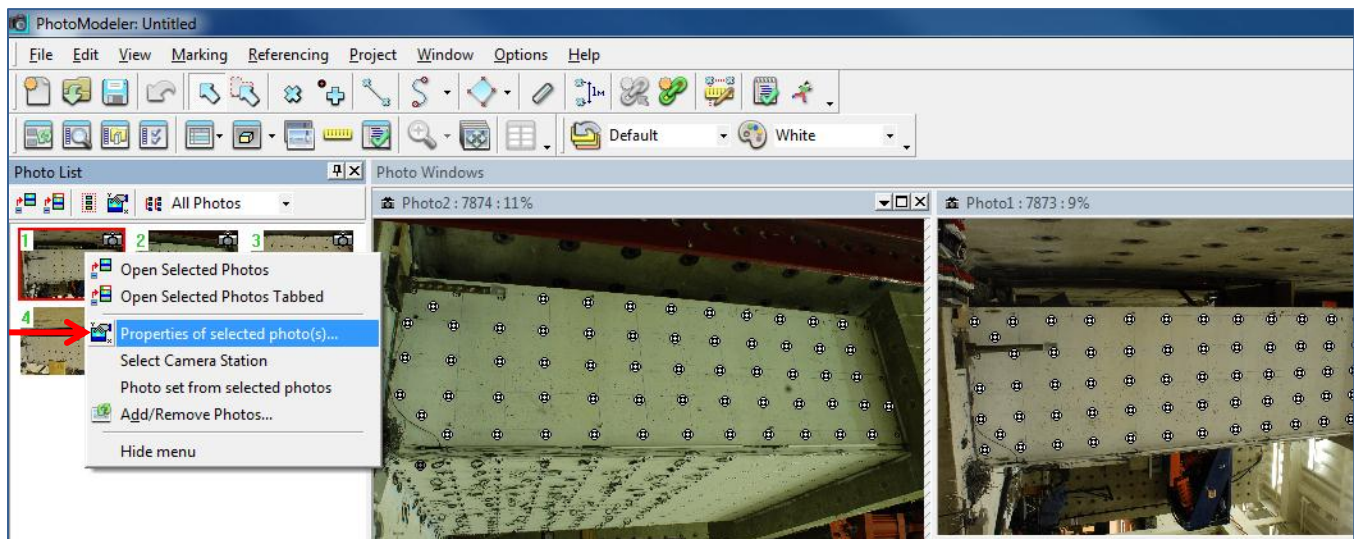 PhotoModeler: Untitled
File Edit View Marking Referencing Project Window Options Help
1M
Default White
Photo List Photo Windows
All Photos Photo2 : 7874 : 11% Photo1 : 7873 : 9%
1 2 3
Open Selected Photos
Open Selected Photos Tabbed
4
Properties of selected photo(s)...
Select Camera Station
Photo set from selected photos
Add/Remove Photos...
Hide menu